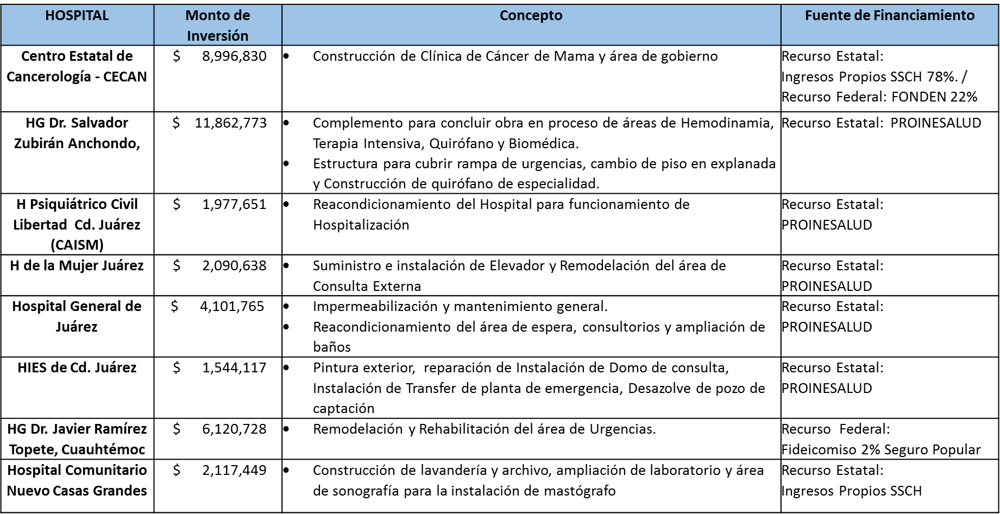 HOSPITAL
Monto de
Inversión
Concepto
Fuente de Financiamiento
Centro Estatal de
Cancerología - CECAN
$ 8,996,830
• Construcción de Clínica de Cáncer de Mama y área de gobierno
Recurso Estatal:
Ingresos Propios SSCH 78%. /
Recurso Federal: FONDEN 22%
HG Dr. Salvador
Zubirán Anchondo,
$ 11,862,773
• Complemento para concluir obra en proceso de áreas de Hemodinamia,
Terapia Intensiva, Quirófano y Biomédica.
• Estructura para cubrir rampa de urgencias, cambio de piso en explanada
y Construcción de quirófano de especialidad.
Recurso Estatal: PROINESALUD
H Psiquiátrico Civil
Libertad Cd. Juárez
(CAISM)
$ 1,977,651
• Reacondicionamiento del Hospital para funcionamiento de
Hospitalización
Recurso Estatal:
PROINESALUD
H de la Mujer Juárez
$ 2,090,638
• Suministro e instalación de Elevador y Remodelación del área de
Consulta Externa
Recurso Estatal:
PROINESALUD
Hospital General de
Juárez
$ 4,101,765
• Impermeabilización y mantenimiento general.
• Reacondicionamiento del área de espera, consultorios y ampliación de
baños
Recurso Estatal:
PROINESALUD
HIES de Cd. Juárez
$ 1,544,117
• Pintura exterior, reparación de Instalación de Domo de consulta,
Instalación de Transfer de planta de emergencia, Desazolve de pozo de
captación
Recurso Estatal:
PROINESALUD
HG Dr. Javier Ramírez
Topete, Cuauhtémoc
$ 6,120,728
• Remodelación y Rehabilitación del área de Urgencias.
Recurso Federal:
Fideicomiso 2% Seguro Popular
Hospital Comunitario
Nuevo Casas Grandes
$ 2,117,449
• Construcción de lavandería y archivo, ampliación de laboratorio y área
de sonografía para la instalación de mastógrafo
Recurso Estatal:
Ingresos Propios SSCH